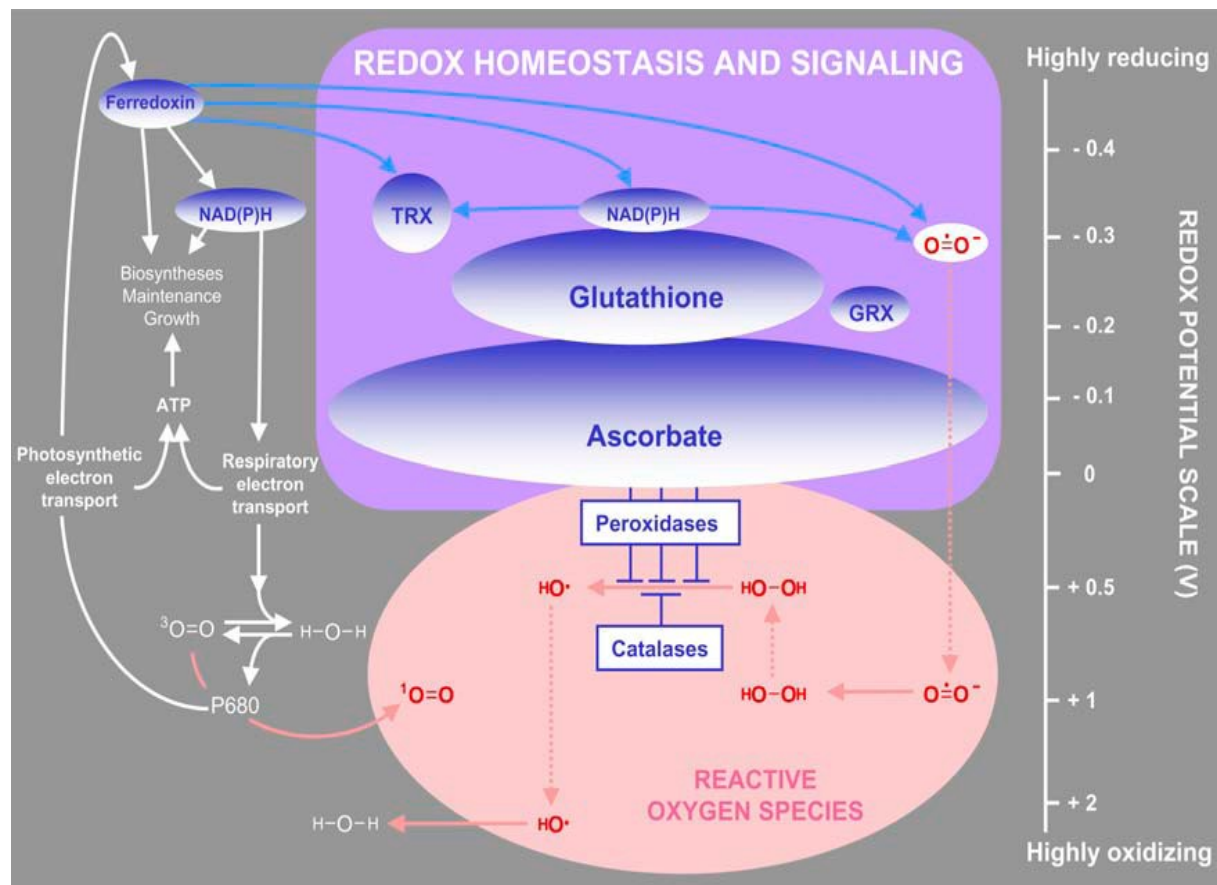 REDOX HOMEOSTASIS AND SIGNALING
Highly reducing
Ferredoxin
- 0.4
NAD(P)H
TRX
NAD(P)H
O=O⁻
- 0.3
Biosyntheses
Maintenance
Growth
Glutathione
GRX
- 0.2
ATP
- 0.1
Ascorbate
Photosynthetic
electron
transport
Respiratory
electron
transport
0
REDOX POTENTIAL SCALE (V)
Peroxidases
HO•
HO-OH
+ 0.5
³O=O
H-O-H
Catalases
P680
¹O=O
HO-OH
O=O⁻
+ 1
REACTIVE
OXYGEN SPECIES
+ 2
H-O-H
HO•
Highly oxidizing